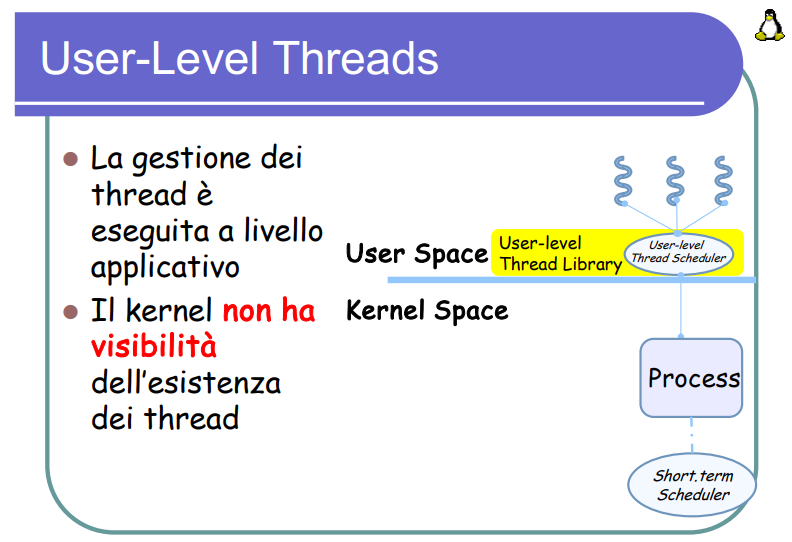 User-Level Threads
La gestione dei
thread è
eseguita a livello
applicativo
Il kernel non ha
visibilità
dell'esistenza
dei thread
User Space
User-level
Thread Library
User-level
Thread Scheduler
Kernel Space
Process
Short.term
Scheduler